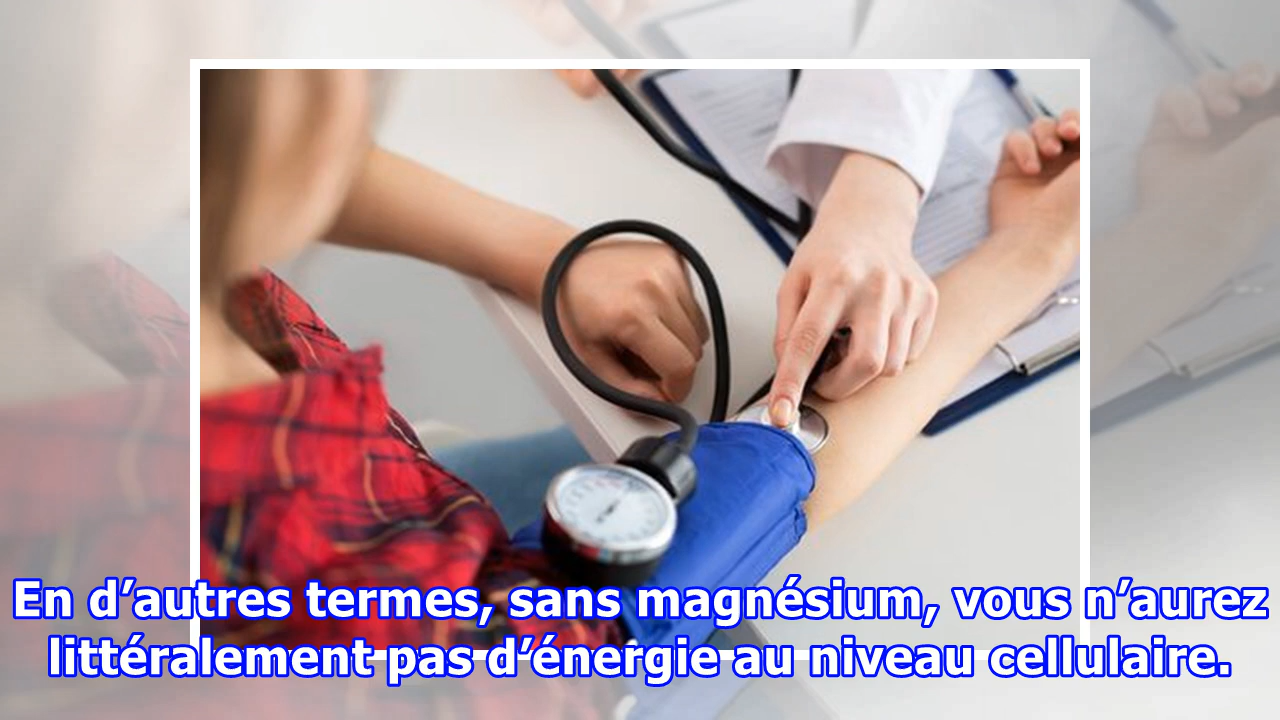 En d’autres termes, sans magnésium, vous n’aurez
littéralement pas d’énergie au niveau cellulaire.